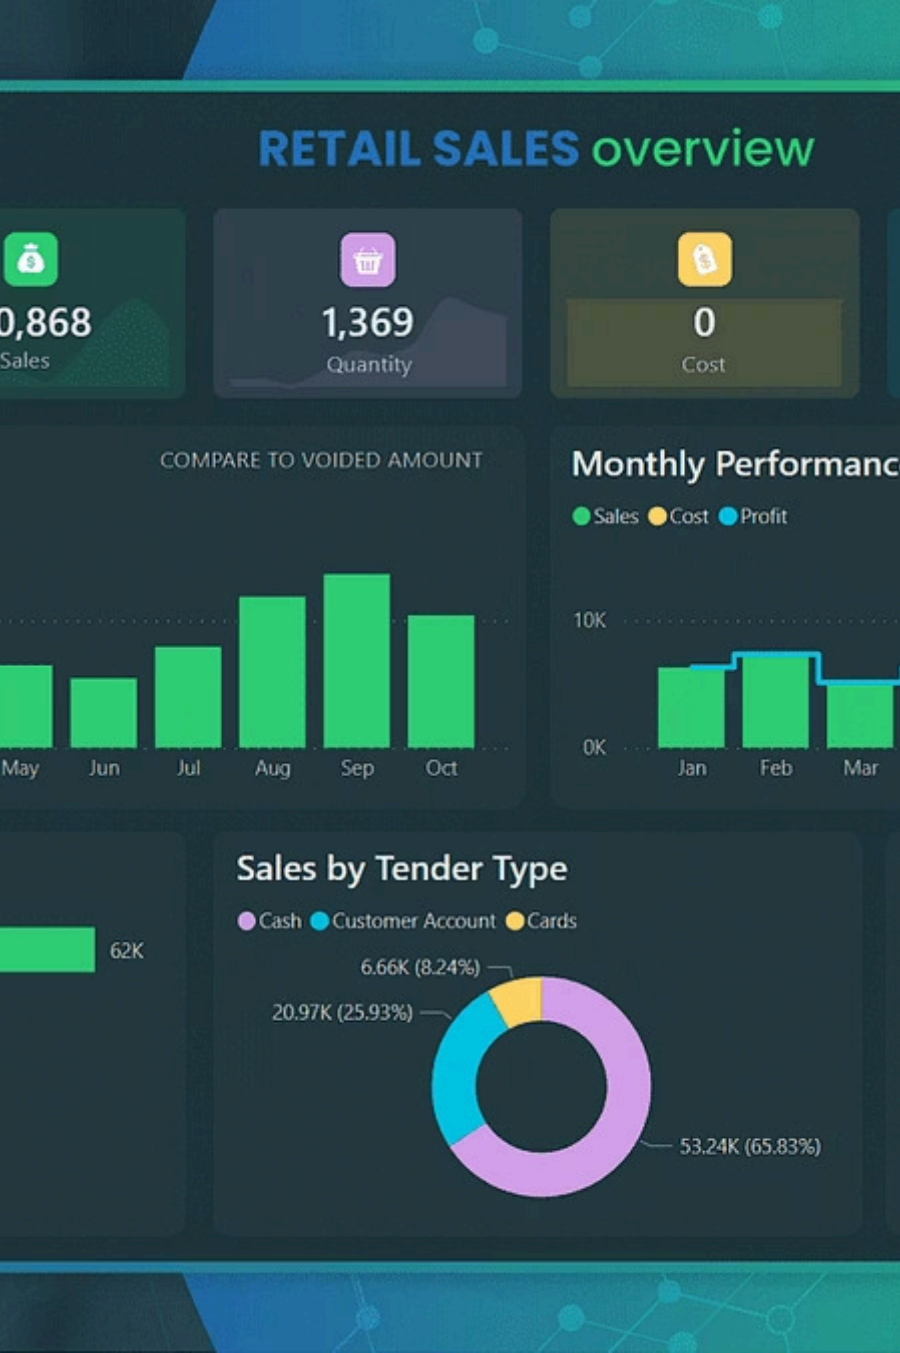 RETAIL SALES overview
0,868
Sales
1,369
Quantity
0
Cost
COMPARE TO VOIDED AMOUNT
May Jun Jul Aug Sep Oct
Monthly Performanc
Sales Cost Profit
10K
0K
Jan Feb Mar
62K
Sales by Tender Type
Cash Customer Account Cards
6.66K (8.24%)
20.97K (25.93%)
53.24K (65.83%)